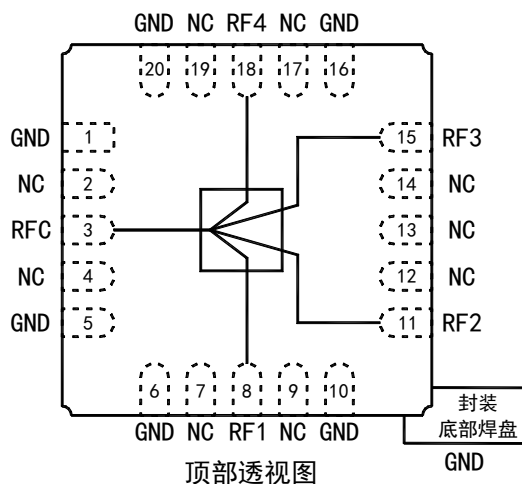 GND NC RF4 NC GND
20 19 18 17 16
GND 1 15 RF3
NC 2 14 NC
RFC 3 13 NC
NC 4 12 NC
GND 5 11 RF2
6 7 8 9 10
GND NC RF1 NC GND
封装
底部焊盘
GND
顶部透视图